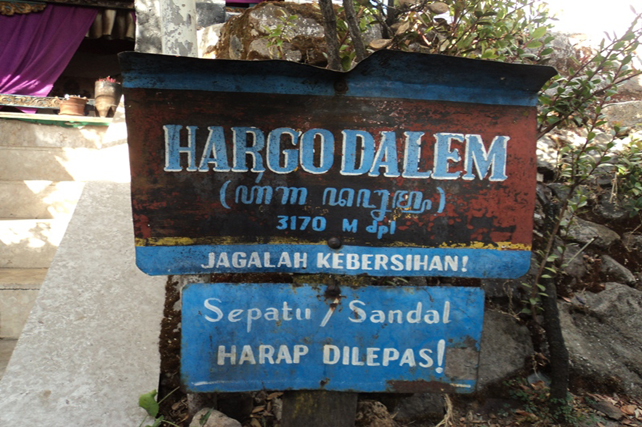 HARGO DALEM
3170 M dpl
JAGALAH KEBERSIHAN!
Sepatu / Sandal
HARAP DILEPAS!